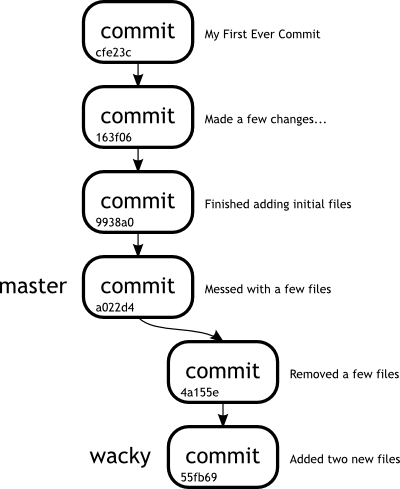 commit
cfe23c
My First Ever Commit
commit
163f06
Made a few changes...
commit
9938a0
Finished adding initial files
master
commit
a022d4
Messed with a few files
commit
4a155e
Removed a few files
wacky
commit
55fb69
Added two new files